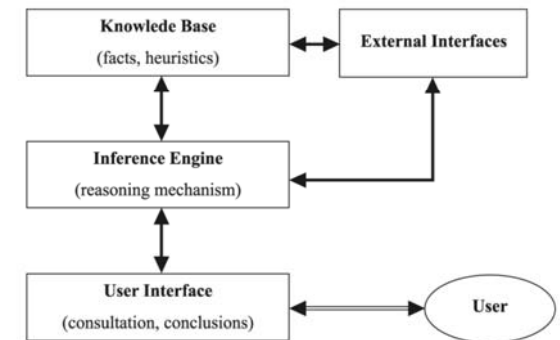 Knowlede Base
(facts, heuristics)
External Interfaces
Inference Engine
(reasoning mechanism)
User Interface
(consultation, conclusions)
User